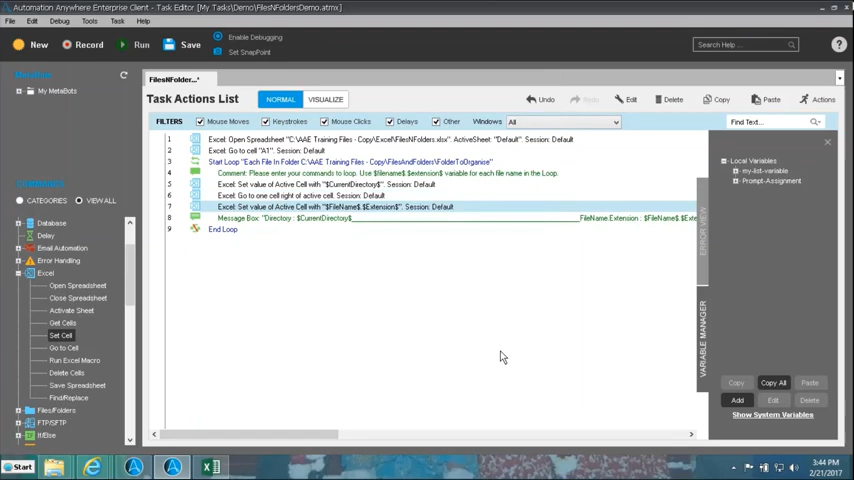 Automation Anywhere Enterprise Client - Task Editor [My Tasks\Demo\FilesNFoldersDemo.atmx]
File Edit Debug Tools Task Help
New Record Run Save
Enable Debugging
Set SnapPoint
Search Help ...
MetaBots
My MetaBots
FilesNFolder...*
Task Actions List
NORMAL VISUALIZE
Undo Redo Edit Delete Copy Paste Actions
FILTERS Mouse Moves Keystrokes Mouse Clicks Delays Other Windows All
Find Text...
1 Excel: Open Spreadsheet "C:\AAE Training Files - Copy\Excel\FilesNFolders.xlsx". ActiveSheet: "Default". Session: Default
2 Excel: Go to cell "A1". Session: Default
3 Start Loop "Each File In Folder C:\AAE Training Files - Copy\FilesAndFolders\FolderToOrganise"
4 Comment: Please enter your commands to loop. Use $filename$.$extension$ variable for each file name in the Loop.
5 Excel: Set value of Active Cell with "$CurrentDirectory$". Session: Default
6 Excel: Go to one cell right of active cell. Session: Default
7 Excel: Set value of Active Cell with "$FileName$.$Extension$". Session: Default
8 Message Box: "Directory : $CurrentDirectory$ FileName.Extension : $FileName$.$Exte
9 End Loop
COMMANDS
CATEGORIES VIEW ALL
Database
Delay
Email Automation
Error Handling
Excel
Open Spreadsheet
Close Spreadsheet
Activate Sheet
Get Cells
Set Cell
Go to Cell
Run Excel Macro
Delete Cells
Save Spreadsheet
Find/Replace
Files/Folders
FTP/SFTP
If/Else
ERROR VIEW
VARIABLE MANAGER
Local Variables
my-list-variable
Prompt-Assignment
Copy Copy All Paste
Add Edit Delete
Show System Variables
Start
3:44 PM
2/21/2017